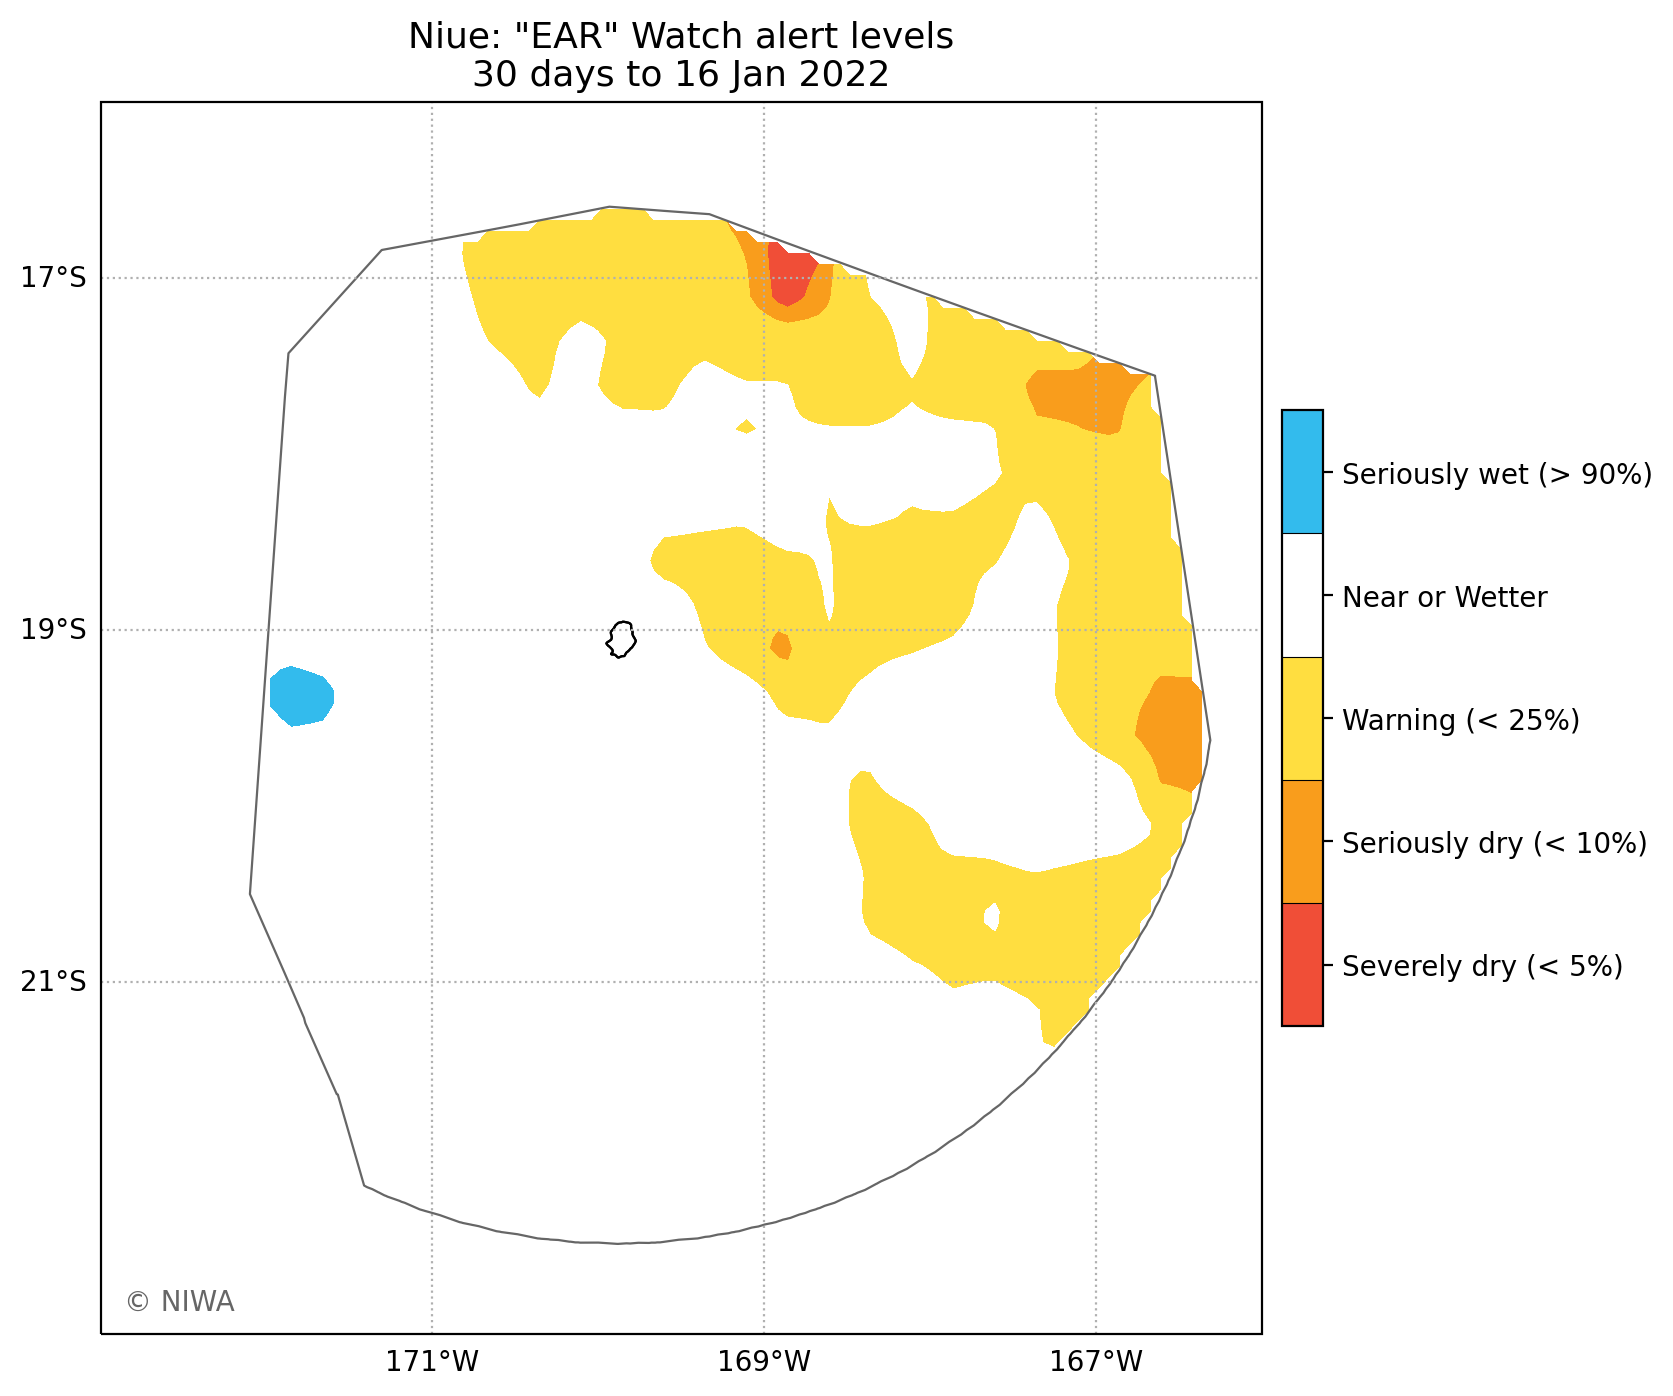 Niue: "EAR" Watch alert levels
30 days to 16 Jan 2022
17°S
19°S
21°S
171°W
169°W
167°W
Seriously wet (> 90%)
Near or Wetter
Warning (< 25%)
Seriously dry (< 10%)
Severely dry (< 5%)
© NIWA